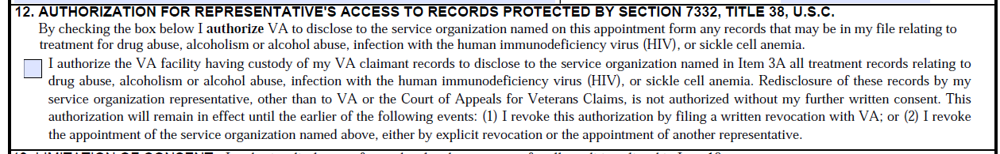 12. AUTHORIZATION FOR REPRESENTATIVE'S ACCESS TO RECORDS PROTECTED BY SECTION 7332, TITLE 38, U.S.C.
By checking the box below I authorize VA to disclose to the service organization named on this appointment form any records that may be in my file relating to
treatment for drug abuse, alcoholism or alcohol abuse, infection with the human immunodeficiency virus (HIV), or sickle cell anemia.
I authorize the VA facility having custody of my VA claimant records to disclose to the service organization named in Item 3A all treatment records relating to
drug abuse, alcoholism or alcohol abuse, infection with the human immunodeficiency virus (HIV), or sickle cell anemia. Redisclosure of these records by my
service organization representative, other than to VA or the Court of Appeals for Veterans Claims, is not authorized without my further written consent. This
authorization will remain in effect until the earlier of the following events: (1) I revoke this authorization by filing a written revocation with VA; or (2) I revoke
the appointment of the service organization named above, either by explicit revocation or the appointment of another representative.